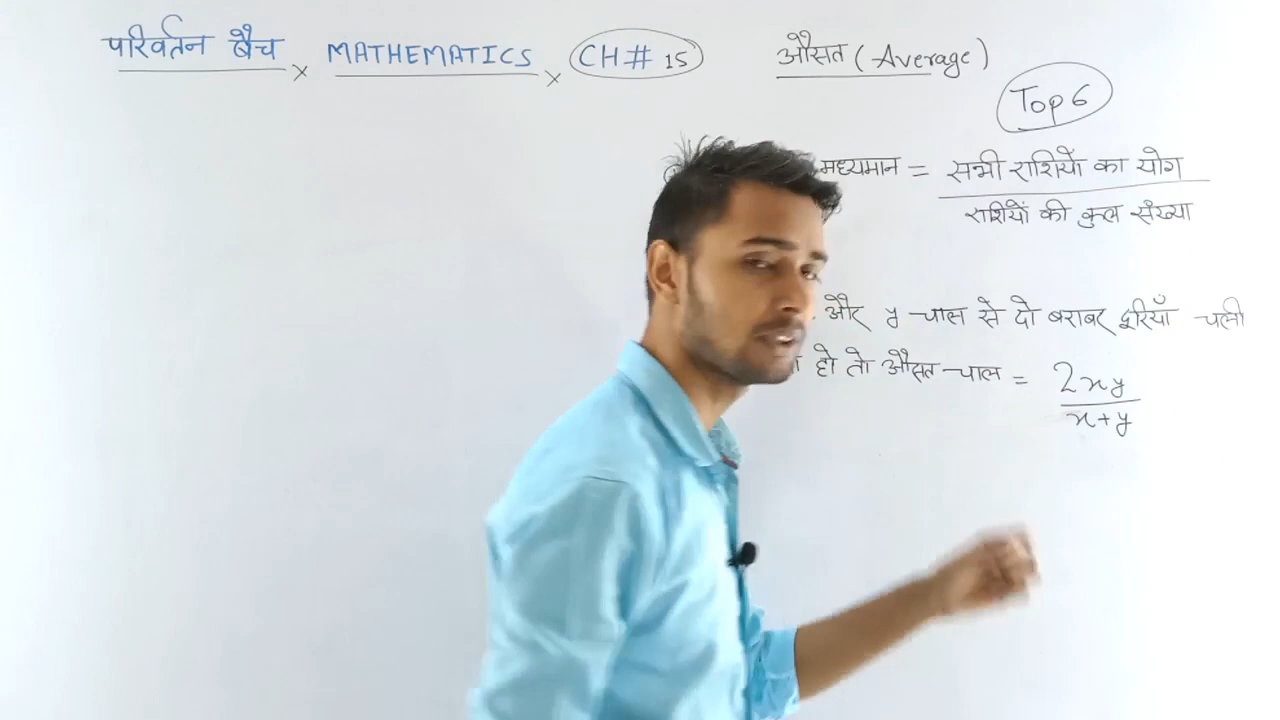 परिवर्तन बैच × MATHEMATICS × CH# 15 औसत (Average)
Top 6
मध्यमान = सभी राशियों का योग
राशियों की कुल संख्या
और y चाल से दो बराबर दूरियाँ चली
हो तो औसत-चाल = 2xy
x+y